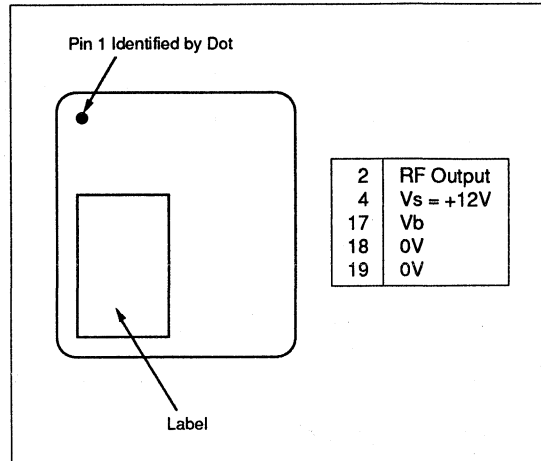 Pin 1 Identified by Dot
2 RF Output
4 Vs = +12V
17 Vb
18 0V
19 0V
Label